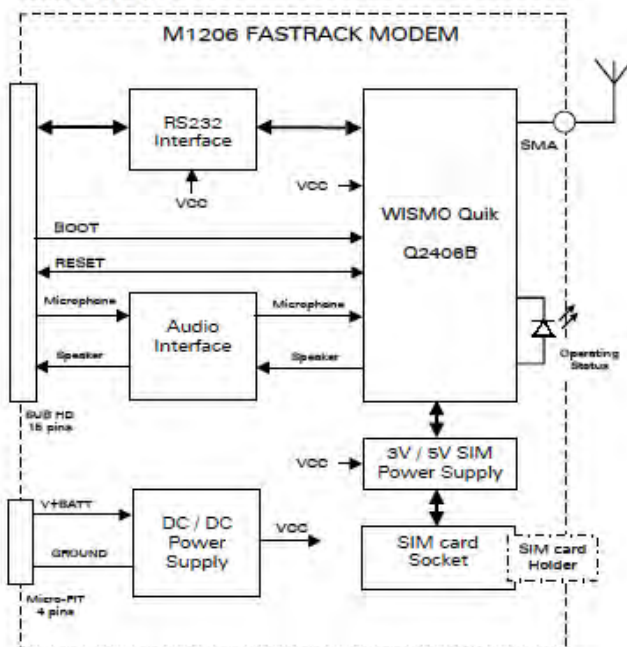 M1206 FASTRACK MODEM
RS232
Interface
VCC
SMA
VCC
WISMO Quik
Q2406B
BOOT
RESET
Microphone
Microphone
Audio
Interface
Speaker
Speaker
Operating
Status
SUB HD
15 pins
VCC
3V / 5V SIM
Power Supply
V+BATT
DC / DC
Power
Supply
VCC
GROUND
SIM card
Socket
SIM card
Holder
Micro-FIT
4 pins